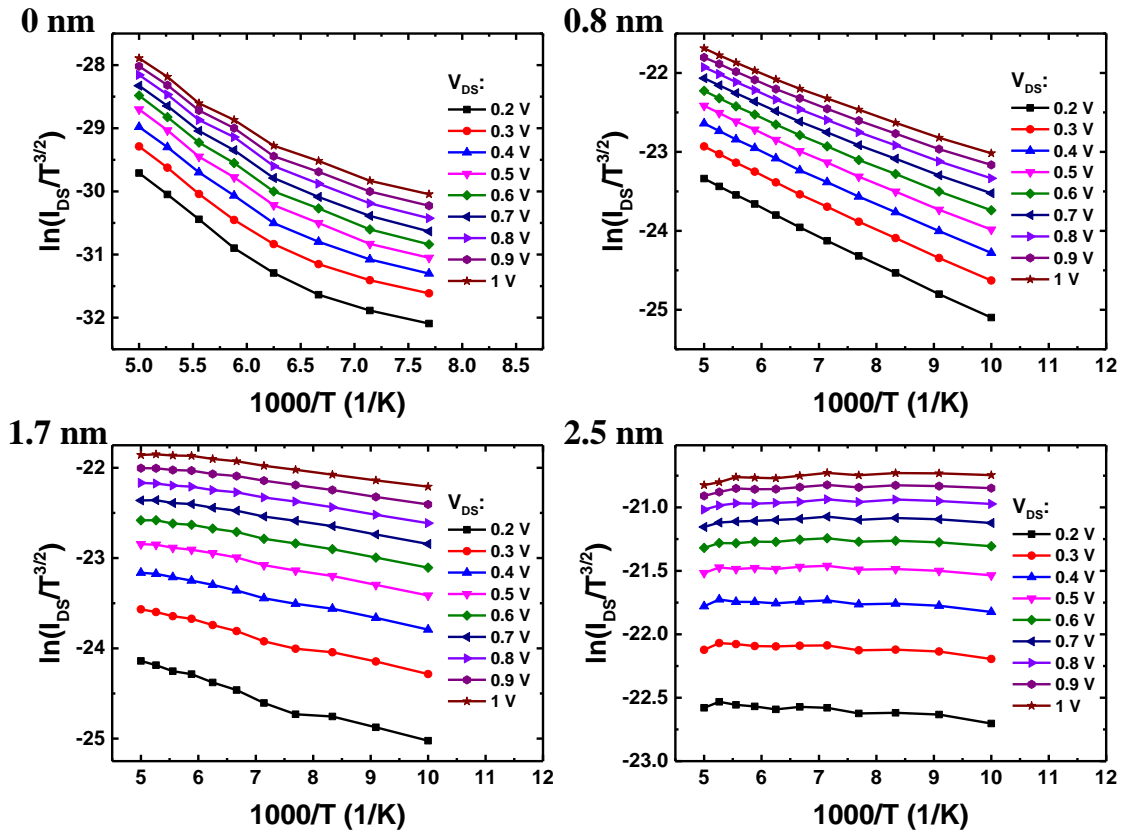 0 nm
ln(I_DS/T^3/2)
-28
-29
-30
-31
-32
5.0 5.5 6.0 6.5 7.0 7.5 8.0 8.5
1000/T (1/K)
V_DS:
0.2 V
0.3 V
0.4 V
0.5 V
0.6 V
0.7 V
0.8 V
0.9 V
1 V
0.8 nm
ln(I_DS/T^3/2)
-22
-23
-24
-25
5 6 7 8 9 10 11 12
1000/T (1/K)
V_DS:
0.2 V
0.3 V
0.4 V
0.5 V
0.6 V
0.7 V
0.8 V
0.9 V
1 V
1.7 nm
ln(I_DS/T^3/2)
-22
-23
-24
-25
5 6 7 8 9 10 11 12
1000/T (1/K)
V_DS:
0.2 V
0.3 V
0.4 V
0.5 V
0.6 V
0.7 V
0.8 V
0.9 V
1 V
2.5 nm
ln(I_DS/T^3/2)
-21.0
-21.5
-22.0
-22.5
-23.0
5 6 7 8 9 10 11 12
1000/T (1/K)
V_DS:
0.2 V
0.3 V
0.4 V
0.5 V
0.6 V
0.7 V
0.8 V
0.9 V
1 V